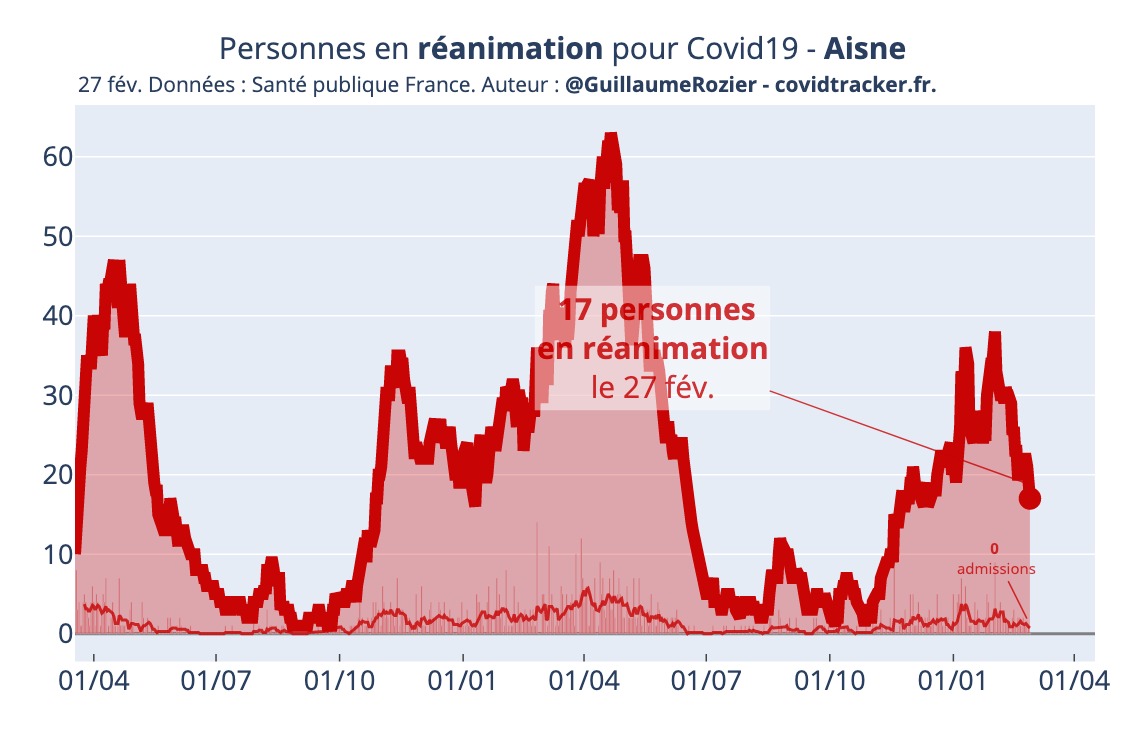 Personnes en réanimation pour Covid19 - Aisne
27 fév. Données : Santé publique France. Auteur : @GuillaumeRozier - covidtracker.fr.
60
50
40
30
20
10
0
17 personnes
en réanimation
le 27 fév.
0
admissions
01/04
01/07
01/10
01/01
01/04
01/07
01/10
01/01
01/04